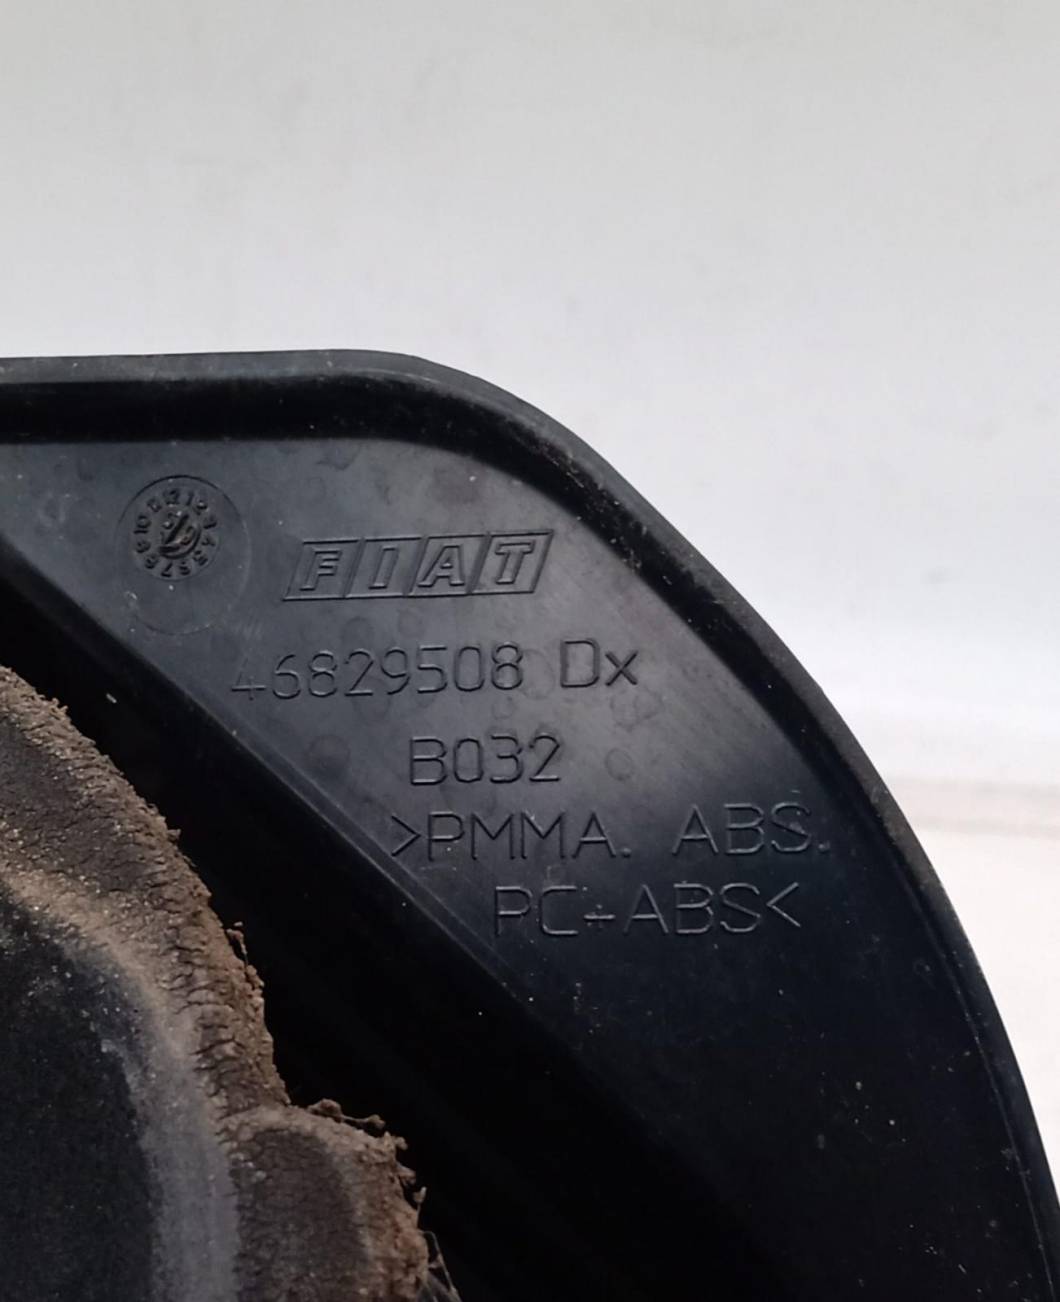 FIAT
46829508 Dx
B032
>PMMA. ABS.
PC-ABS<